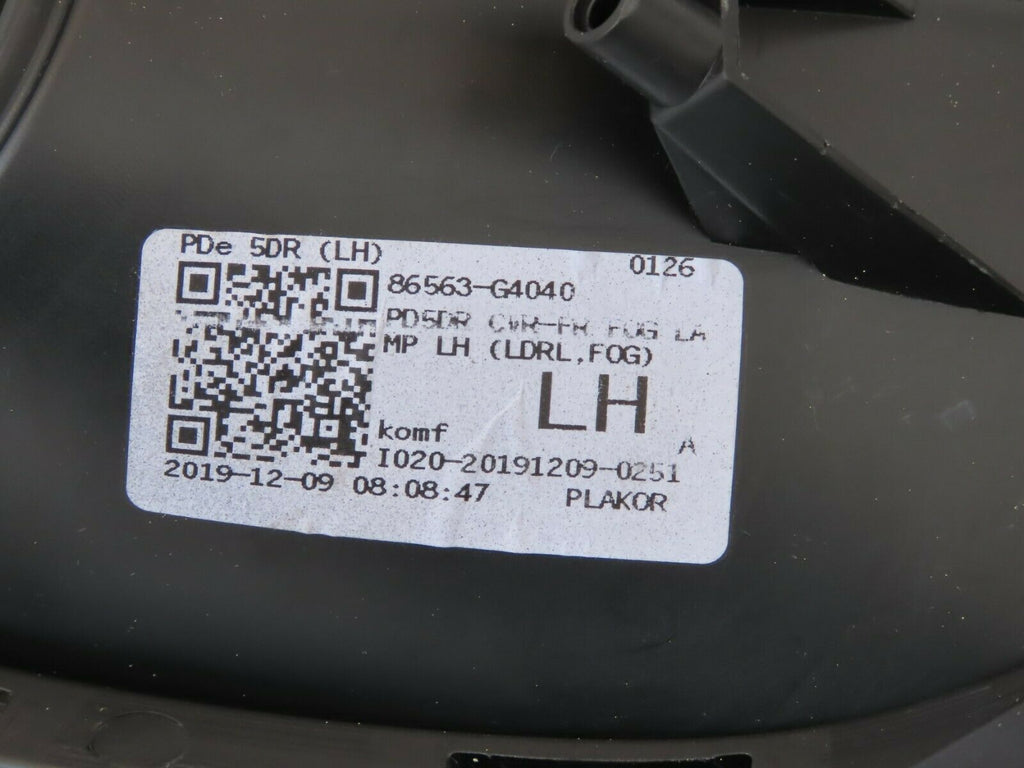 PDe 5DR (LH)
0126
86563-G4040
PD5DR CVR-FR FOG LA
MP LH (LDRL,FOG)
LH
komf
A
I020-20191209-0251
2019-12-09 08:08:47
PLAKOR